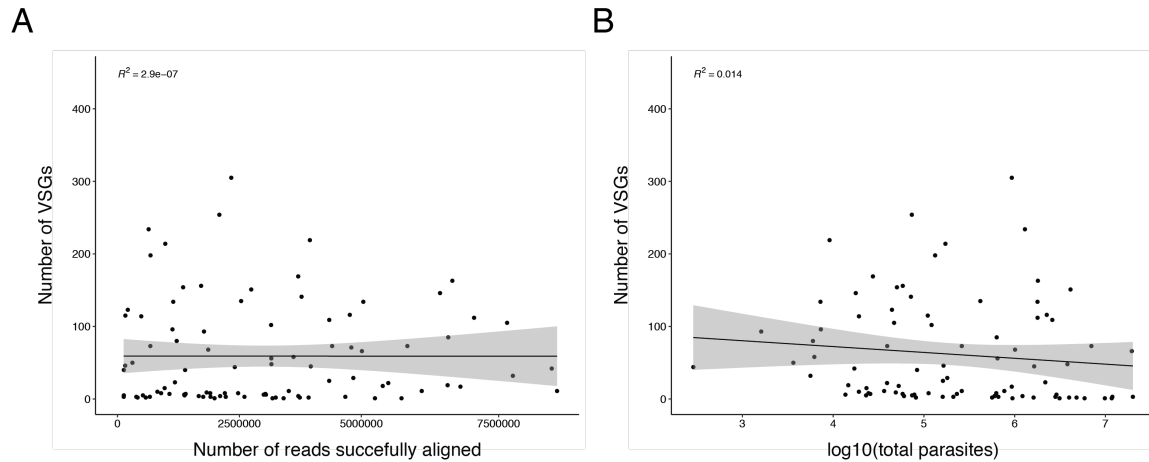 A
R² = 2.9e−07
Number of VSGs
400
300
200
100
0
0
2500000
5000000
7500000
Number of reads succefully aligned
B
R² = 0.014
Number of VSGs
400
300
200
100
0
3
4
5
6
7
log10(total parasites)